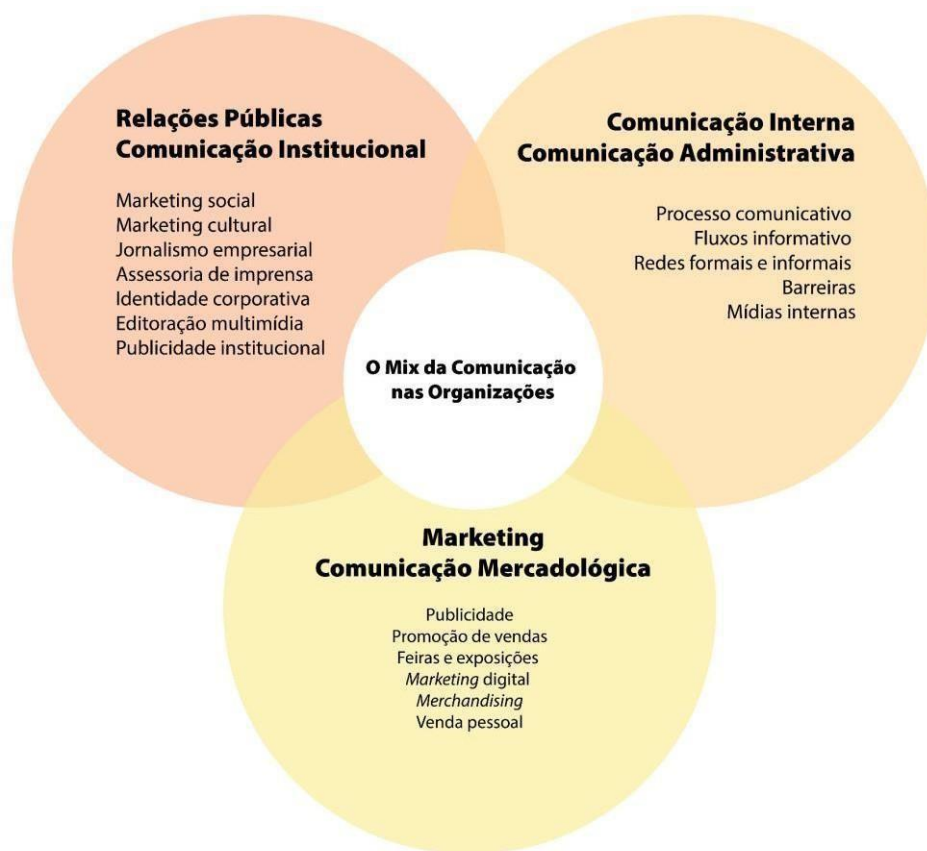 Relações Públicas
Comunicação Institucional
Marketing social
Marketing cultural
Jornalismo empresarial
Assessoria de imprensa
Identidade corporativa
Editoração multimídia
Publicidade institucional
Comunicação Interna
Comunicação Administrativa
Processo comunicativo
Fluxos informativo
Redes formais e informais
Barreiras
Mídias internas
O Mix da Comunicação
nas Organizações
Marketing
Comunicação Mercadológica
Publicidade
Promoção de vendas
Feiras e exposições
Marketing digital
Merchandising
Venda pessoal